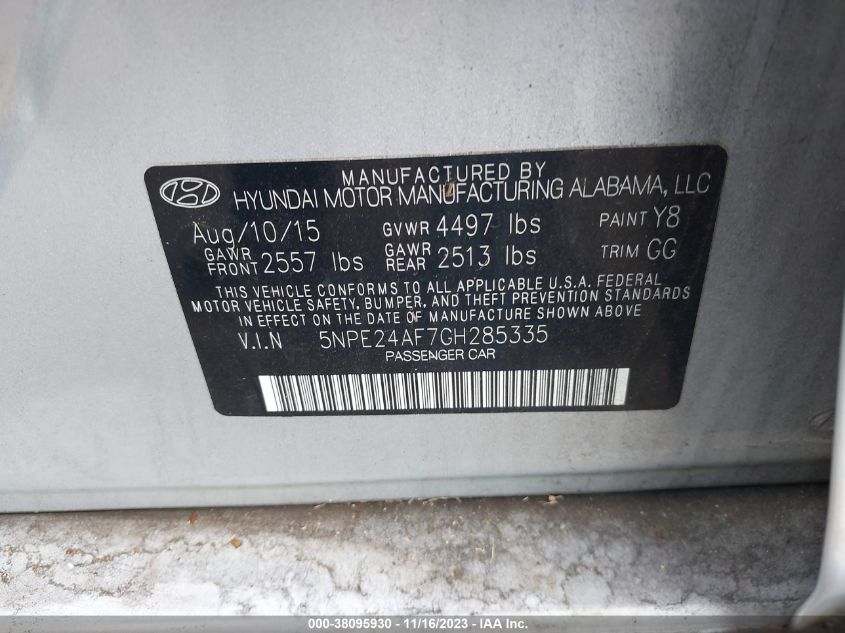 MANUFACTURED BY
HYUNDAI MOTOR MANUFACTURING ALABAMA, LLC
Aug/10/15 GVWR 4497 lbs PAINT Y8
GAWR FRONT 2557 lbs GAWR REAR 2513 lbs TRIM GG
THIS VEHICLE CONFORMS TO ALL APPLICABLE U.S.A. FEDERAL
MOTOR VEHICLE SAFETY, BUMPER, AND THEFT PREVENTION STANDARDS
IN EFFECT ON THE DATE OF MANUFACTURE SHOWN ABOVE.
V.I.N 5NPE24AF7GH285335
PASSENGER CAR
000-38095930 - 11/16/2023 - IAA Inc.